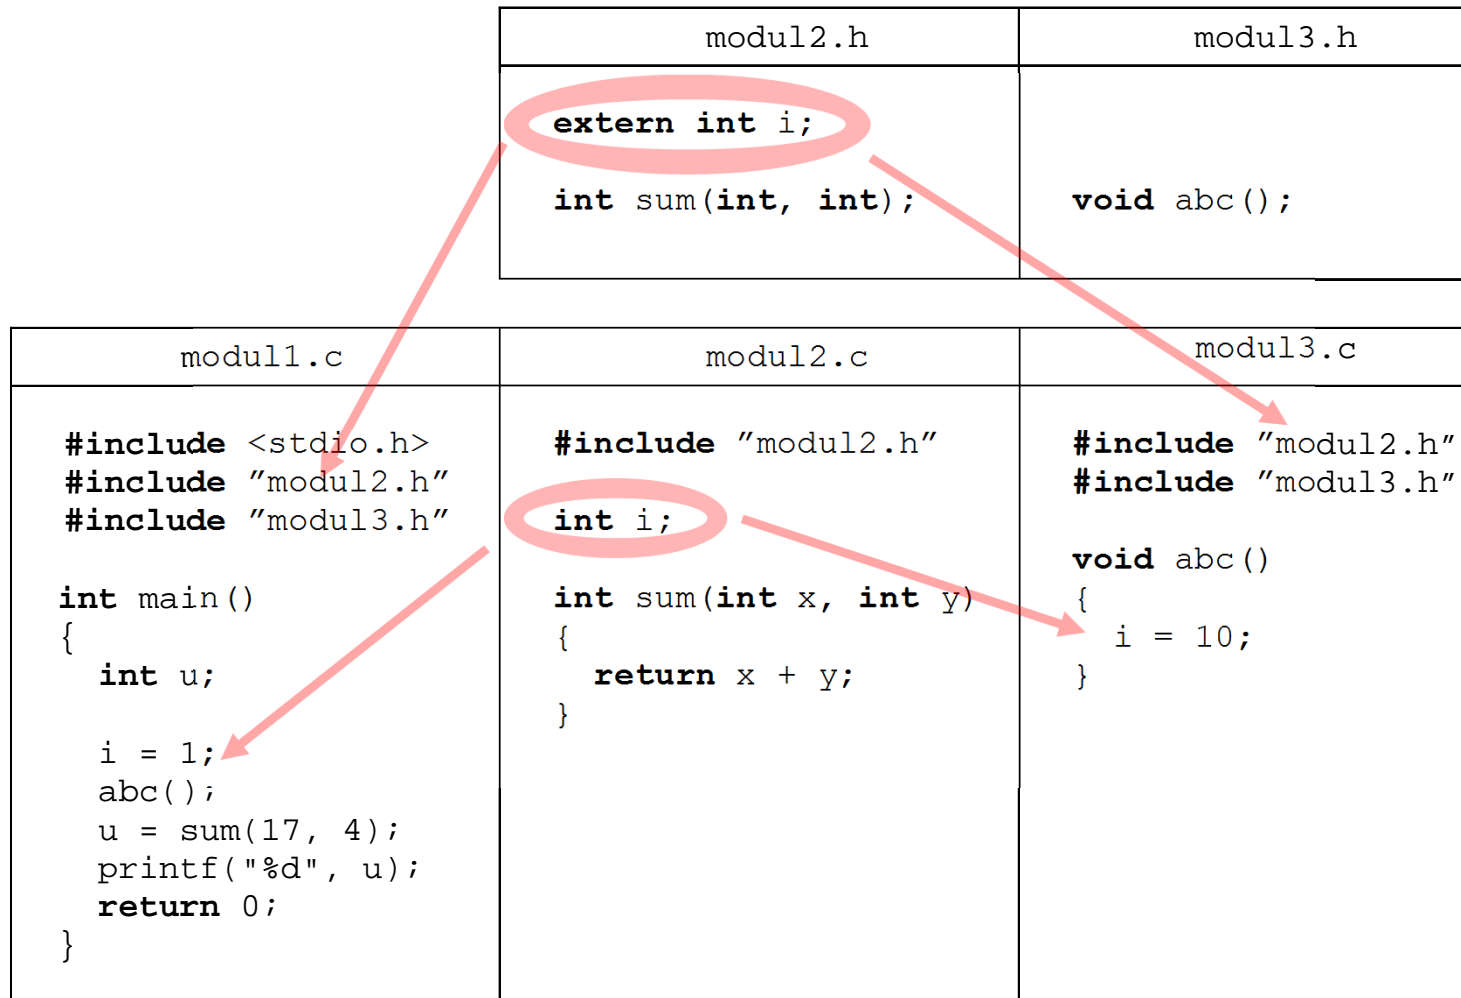 modul2.h
extern int i;
int sum(int, int);
modul3.h
void abc();
modul1.c
#include <stdio.h>
#include ”modul2.h”
#include ”modul3.h”
int main()
{
int u;
i = 1;
abc();
u = sum(17, 4);
printf("%d", u);
return 0;
}
modul2.c
#include ”modul2.h”
int i;
int sum(int x, int y)
{
return x + y;
}
modul3.c
#include ”modul2.h”
#include ”modul3.h”
void abc()
{
i = 10;
}